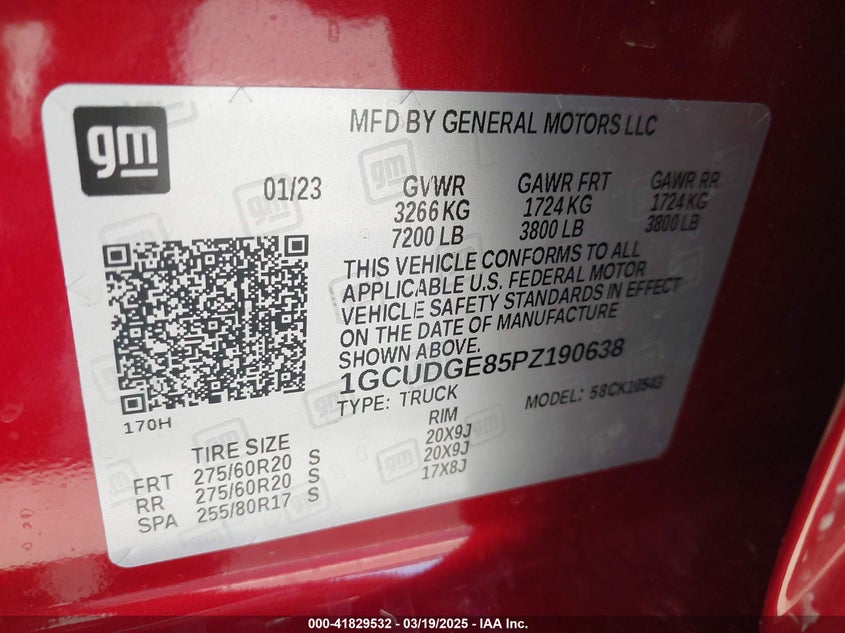 gm
MFD BY GENERAL MOTORS LLC
01/23 GVWR GAWR FRT GAWR RR
3266 KG 1724 KG 1724 KG
7200 LB 3800 LB 3800 LB
THIS VEHICLE CONFORMS TO ALL
APPLICABLE U.S. FEDERAL MOTOR
VEHICLE SAFETY STANDARDS IN EFFECT
ON THE DATE OF MANUFACTURE
SHOWN ABOVE.
1GCUDGE85PZ190638
TYPE: TRUCK MODEL: 58CK10543
170H
TIRE SIZE RIM
FRT 275/60R20 S 20X9J
RR 275/60R20 S 20X9J
SPA 255/80R17 S 17X8J
000-41829532 - 03/19/2025 - IAA Inc.